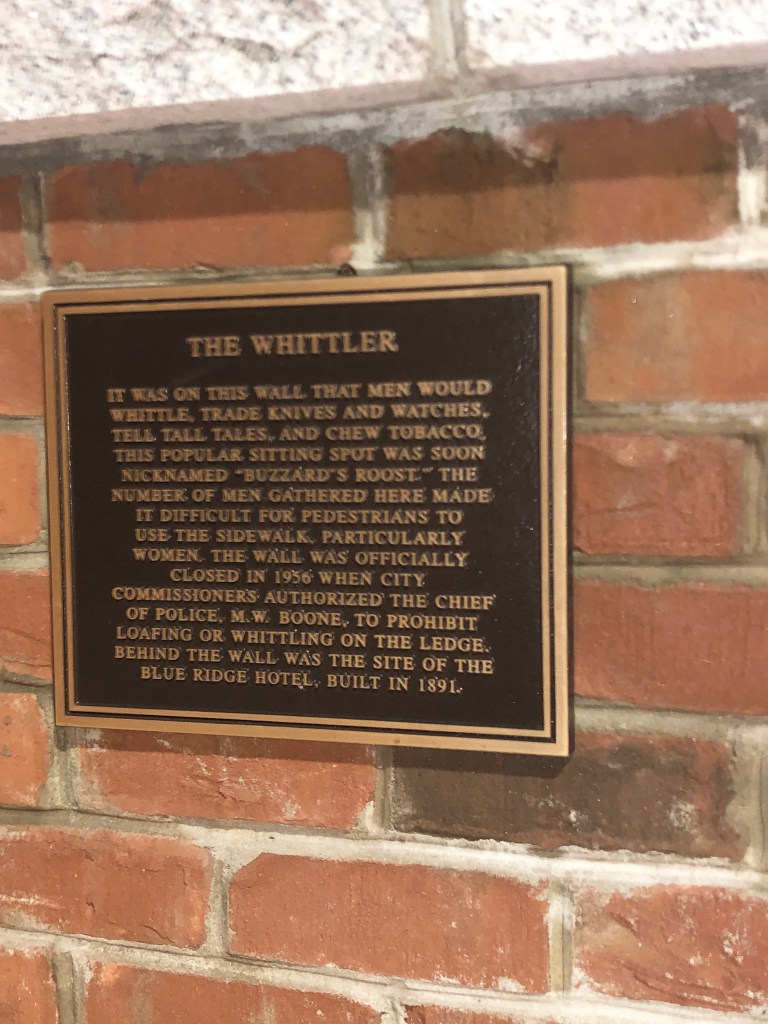 THE WHITTLER
IT WAS ON THIS WALL THAT MEN WOULD
WHITTLE, TRADE KNIVES AND WATCHES,
TELL TALL TALES, AND CHEW TOBACCO.
THIS POPULAR SITTING SPOT WAS SOON
NICKNAMED "BUZZARD'S ROOST." THE
NUMBER OF MEN GATHERED HERE MADE
IT DIFFICULT FOR PEDESTRIANS TO
USE THE SIDEWALK, PARTICULARLY
WOMEN. THE WALL WAS OFFICIALLY
CLOSED IN 1956 WHEN CITY
COMMISSIONERS AUTHORIZED THE CHIEF
OF POLICE, M.W. BOONE, TO PROHIBIT
LOAFING OR WHITTLING ON THE LEDGE.
BEHIND THE WALL WAS THE SITE OF THE
BLUE RIDGE HOTEL, BUILT IN 1891.